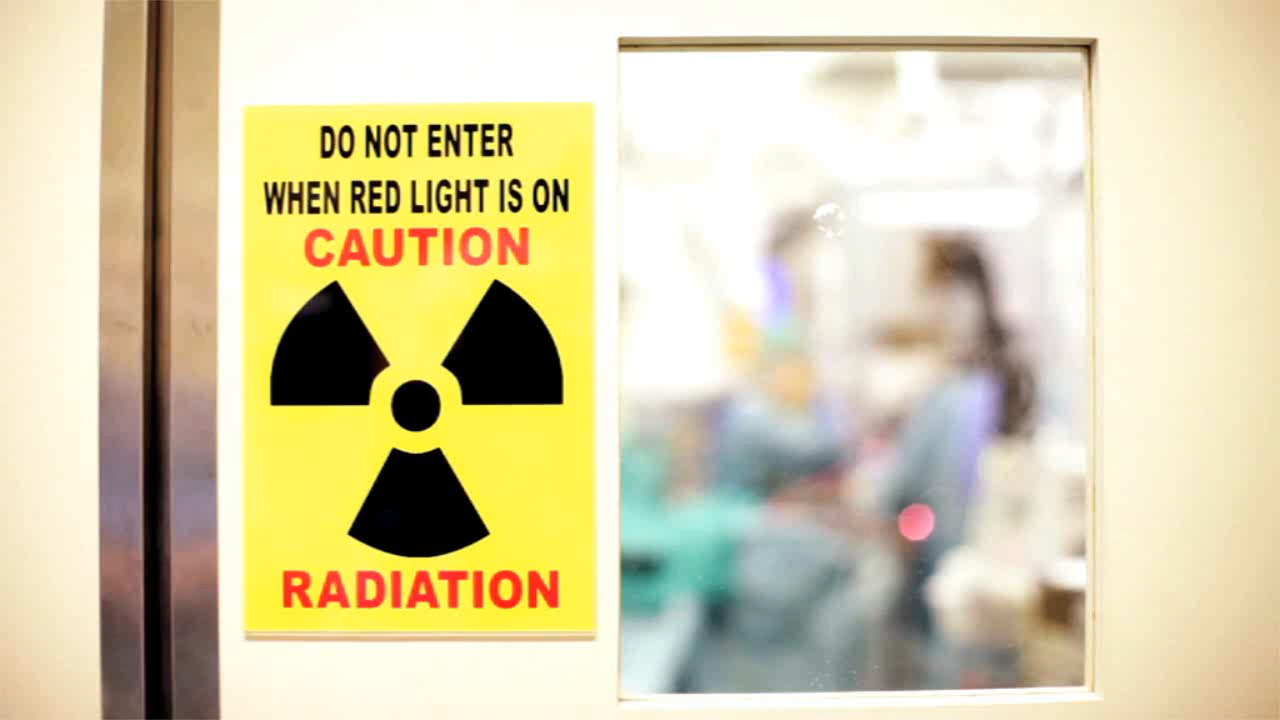 DO NOT ENTER
WHEN RED LIGHT IS ON
CAUTION
RADIATION